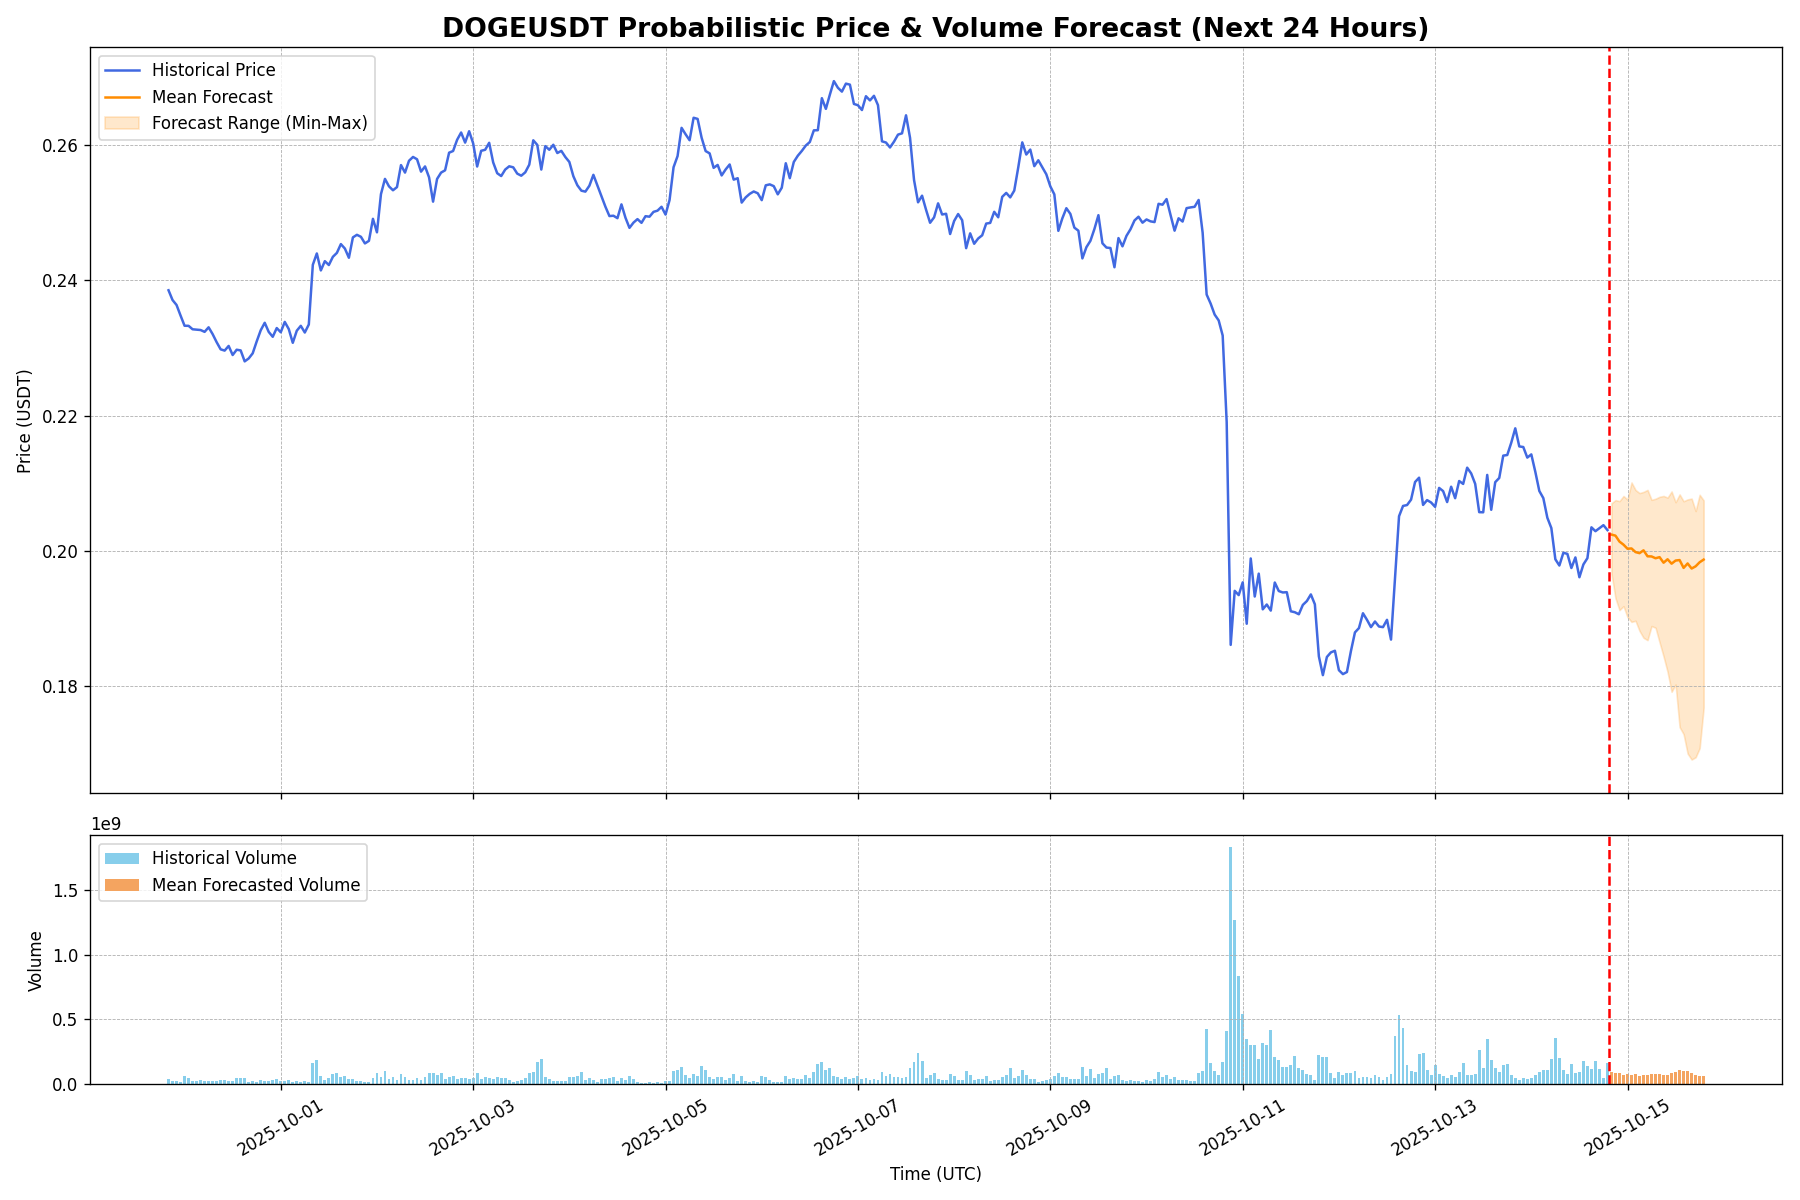 DOGEUSDT Probabilistic Price & Volume Forecast (Next 24 Hours)
Historical Price
Mean Forecast
Forecast Range (Min-Max)
Price (USDT)
0.26
0.24
0.22
0.20
0.18
1e9
Historical Volume
Mean Forecasted Volume
Volume
1.5
1.0
0.5
0.0
2025-10-01
2025-10-03
2025-10-05
2025-10-07
2025-10-09
2025-10-11
2025-10-13
2025-10-15
Time (UTC)